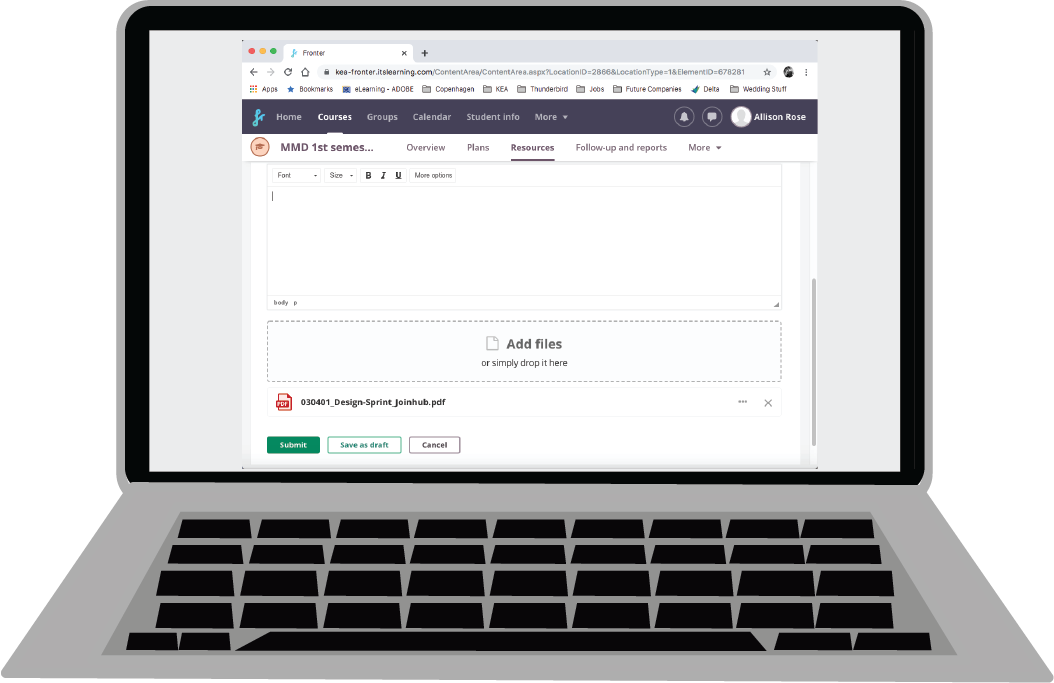 Fronter
kea-fronter.itslearning.com/ContentArea/ContentArea.aspx?LocationID=2866&LocationType=1&ElementID=678281
Apps Bookmarks eLearning - ADOBE Copenhagen KEA Thunderbird Jobs Future Companies Delta Wedding Stuff
fr Home Courses Groups Calendar Student info More Allison Rose
MMD 1st semes... Overview Plans Resources Follow-up and reports More
Font Size B I U More options
body p
Add files
or simply drop it here
PDF 030401_Design-Sprint_Joinhub.pdf
Submit Save as draft Cancel